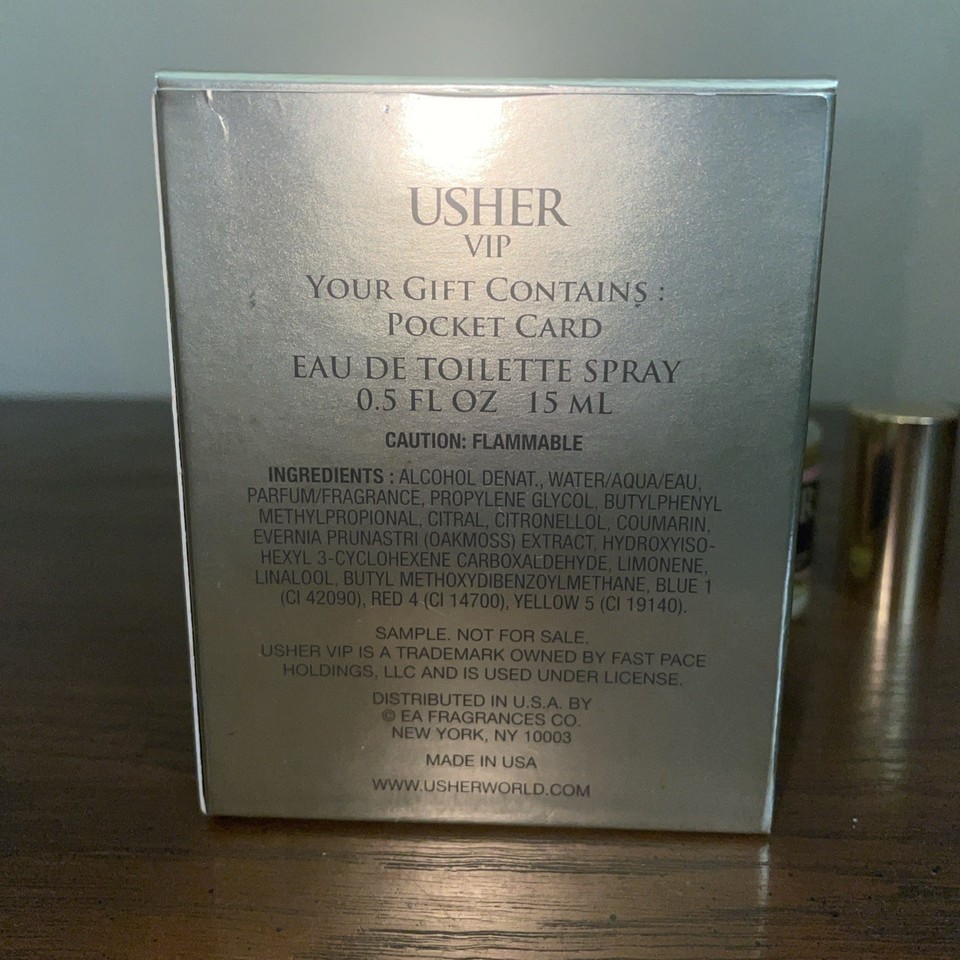 USHER
VIP
YOUR GIFT CONTAINS :
POCKET CARD
EAU DE TOILETTE SPRAY
0.5 FL OZ 15 ML
CAUTION: FLAMMABLE
INGREDIENTS : ALCOHOL DENAT., WATER/AQUA/EAU,
PARFUM/FRAGRANCE, PROPYLENE GLYCOL, BUTYLPHENYL
METHYLPROPIONAL, CITRAL, CITRONELLOL, COUMARIN,
EVERNIA PRUNASTRI (OAKMOSS) EXTRACT, HYDROXYISO-
HEXYL 3-CYCLOHEXENE CARBOXALDEHYDE, LIMONENE,
LINALOOL, BUTYL METHOXYDIBENZOYLMETHANE, BLUE 1
(CI 42090), RED 4 (CI 14700), YELLOW 5 (CI 19140).
SAMPLE. NOT FOR SALE.
USHER VIP IS A TRADEMARK OWNED BY FAST PACE
HOLDINGS, LLC AND IS USED UNDER LICENSE.
DISTRIBUTED IN U.S.A. BY
© EA FRAGRANCES CO.
NEW YORK, NY 10003
MADE IN USA
WWW.USHERWORLD.COM